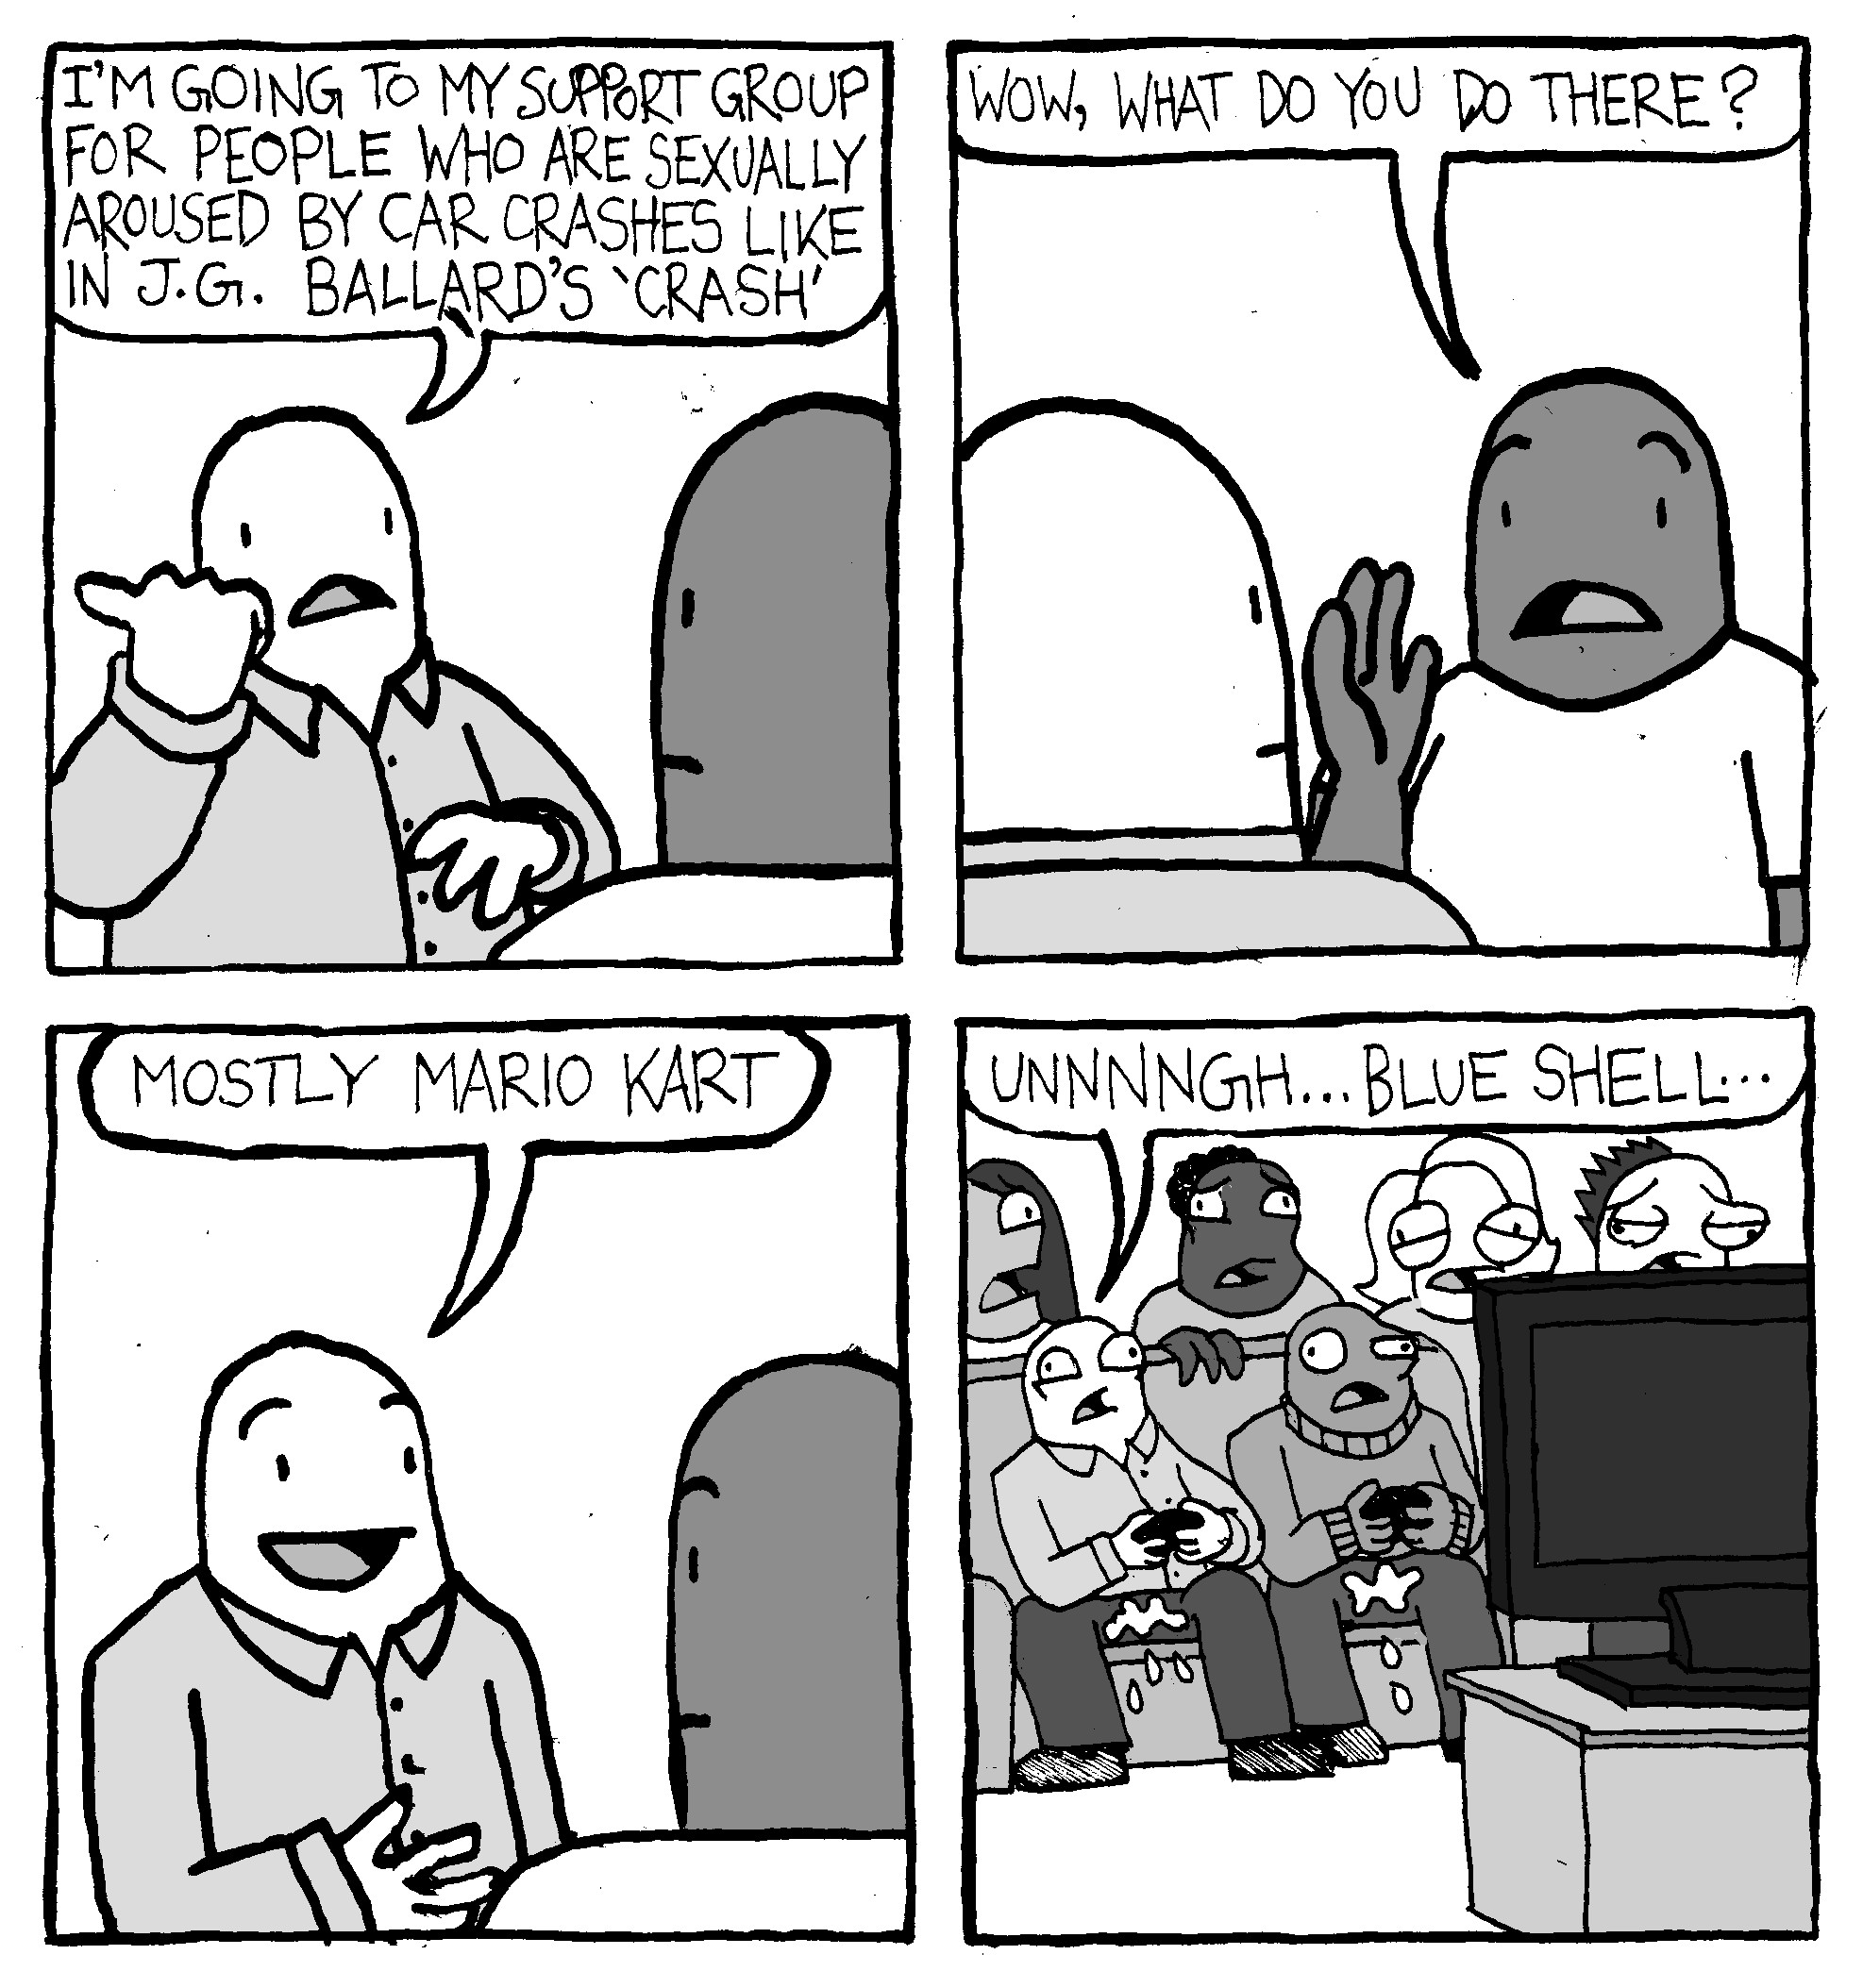 I'M GOING TO MY SUPPORT GROUP
FOR PEOPLE WHO ARE SEXUALLY
AROUSED BY CAR CRASHES LIKE
IN J.G. BALLARD'S 'CRASH'
WOW, WHAT DO YOU DO THERE?
MOSTLY MARIO KART
UNNNNGH... BLUE SHELL...